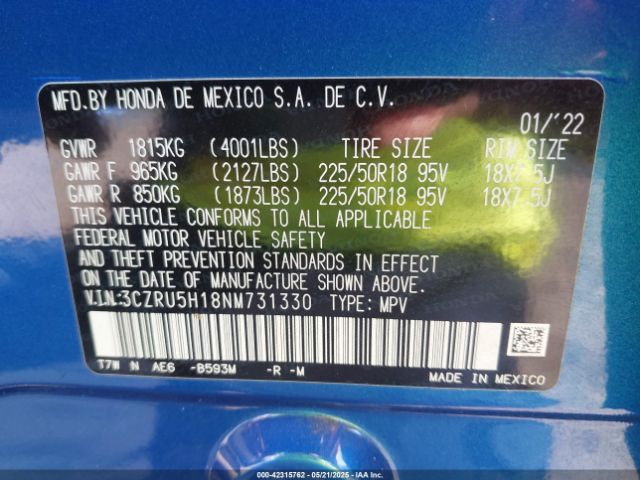 MFD.BY HONDA DE MEXICO S.A. DE C.V.
01/'22
GVWR 1815KG (4001LBS) TIRE SIZE RIM SIZE
GAWR F 965KG (2127LBS) 225/50R18 95V 18X7.5J
GAWR R 850KG (1873LBS) 225/50R18 95V 18X7.5J
THIS VEHICLE CONFORMS TO ALL APPLICABLE
FEDERAL MOTOR VEHICLE SAFETY
AND THEFT PREVENTION STANDARDS IN EFFECT
ON THE DATE OF MANUFACTURE SHOWN ABOVE.
V.I.N.:3CZRU5H18NM731330 TYPE: MPV
T7W N AE6 -B593M -R -M
MADE IN MEXICO
000-42315762 - 05/21/2025 - IAA Inc.